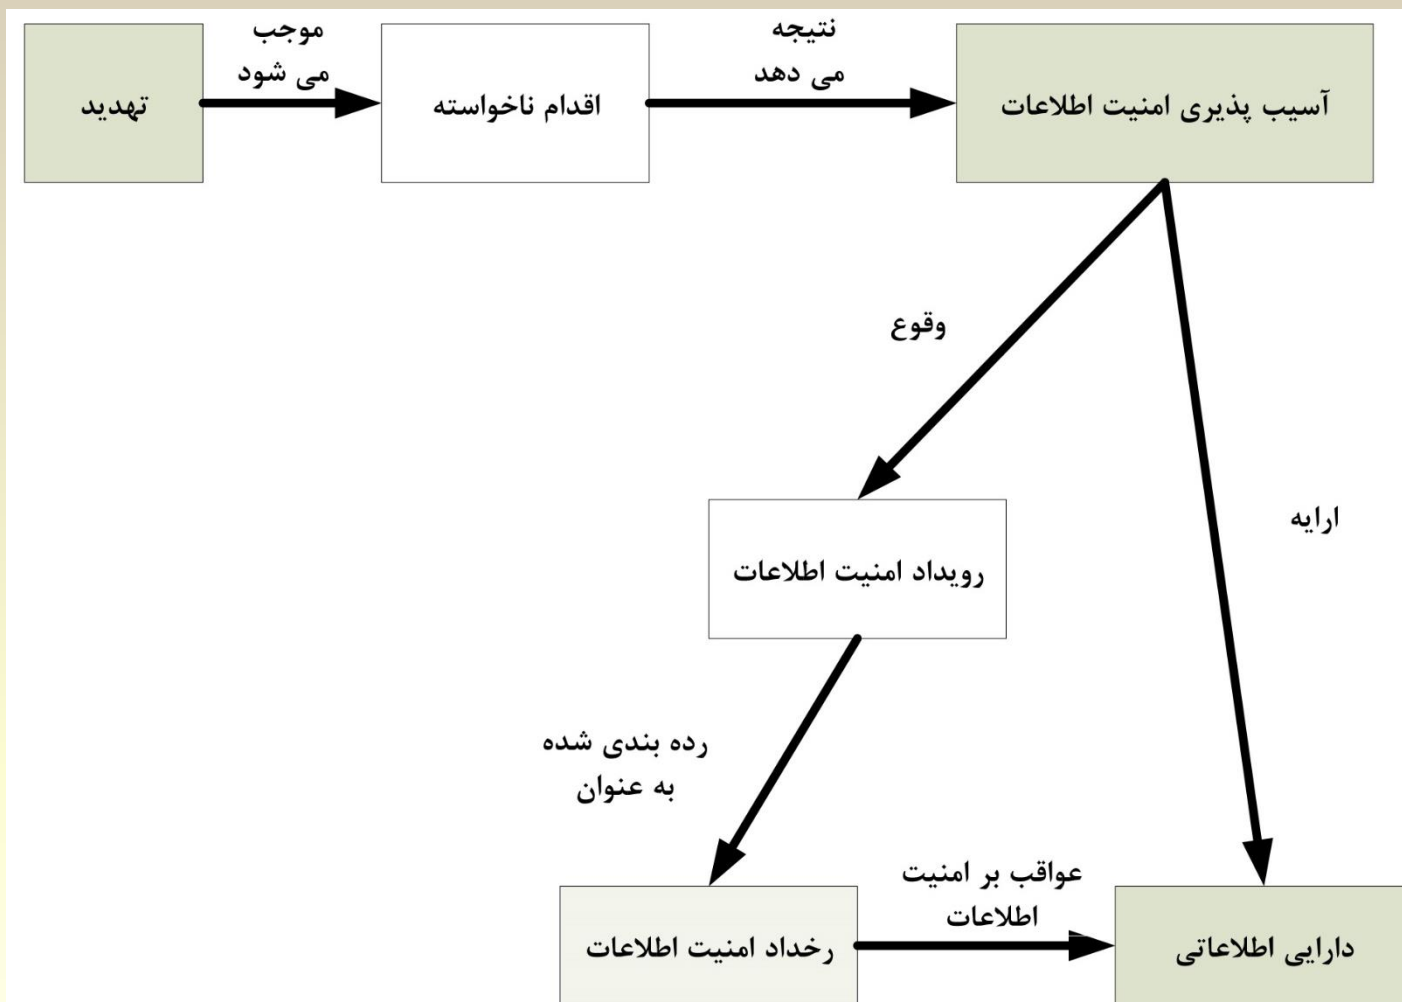 تهدید
موجب
می شود
اقدام ناخواسته
نتیجه
می دهد
آسیب پذیری امنیت اطلاعات
وقوع
ارایه
رویداد امنیت اطلاعات
رده بندی شده
به عنوان
رخداد امنیت اطلاعات
عواقب بر امنیت
اطلاعات
دارایی اطلاعاتی